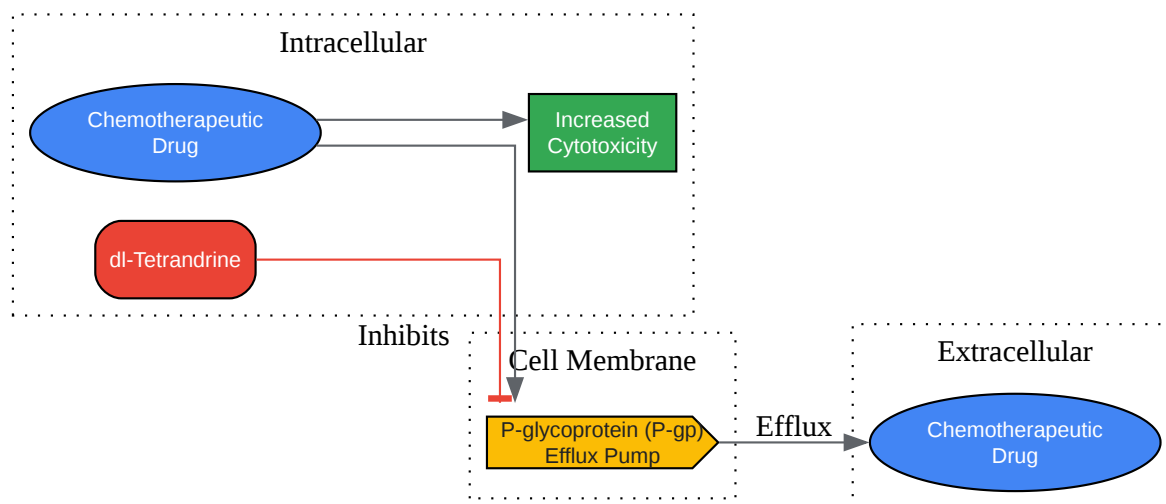 Intracellular
Chemotherapeutic
Drug
Increased
Cytotoxicity
dl-Tetrandrine
Inhibits
Cell Membrane
Extracellular
P-glycoprotein (P-gp)
Efflux Pump
Efflux
Chemotherapeutic
Drug